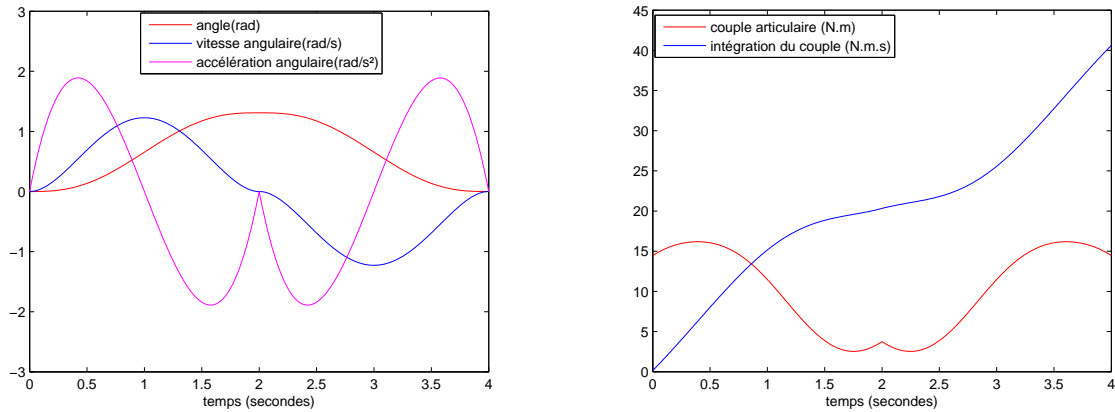 3
2
1
0
−1
−2
−3
0 0.5 1 1.5 2 2.5 3 3.5 4
temps (secondes)
angle(rad)
vitesse angulaire(rad/s)
accélération angulaire(rad/s²)
45
40
35
30
25
20
15
10
5
0
0 0.5 1 1.5 2 2.5 3 3.5 4
temps (secondes)
couple articulaire (N.m)
intégration du couple (N.m.s)